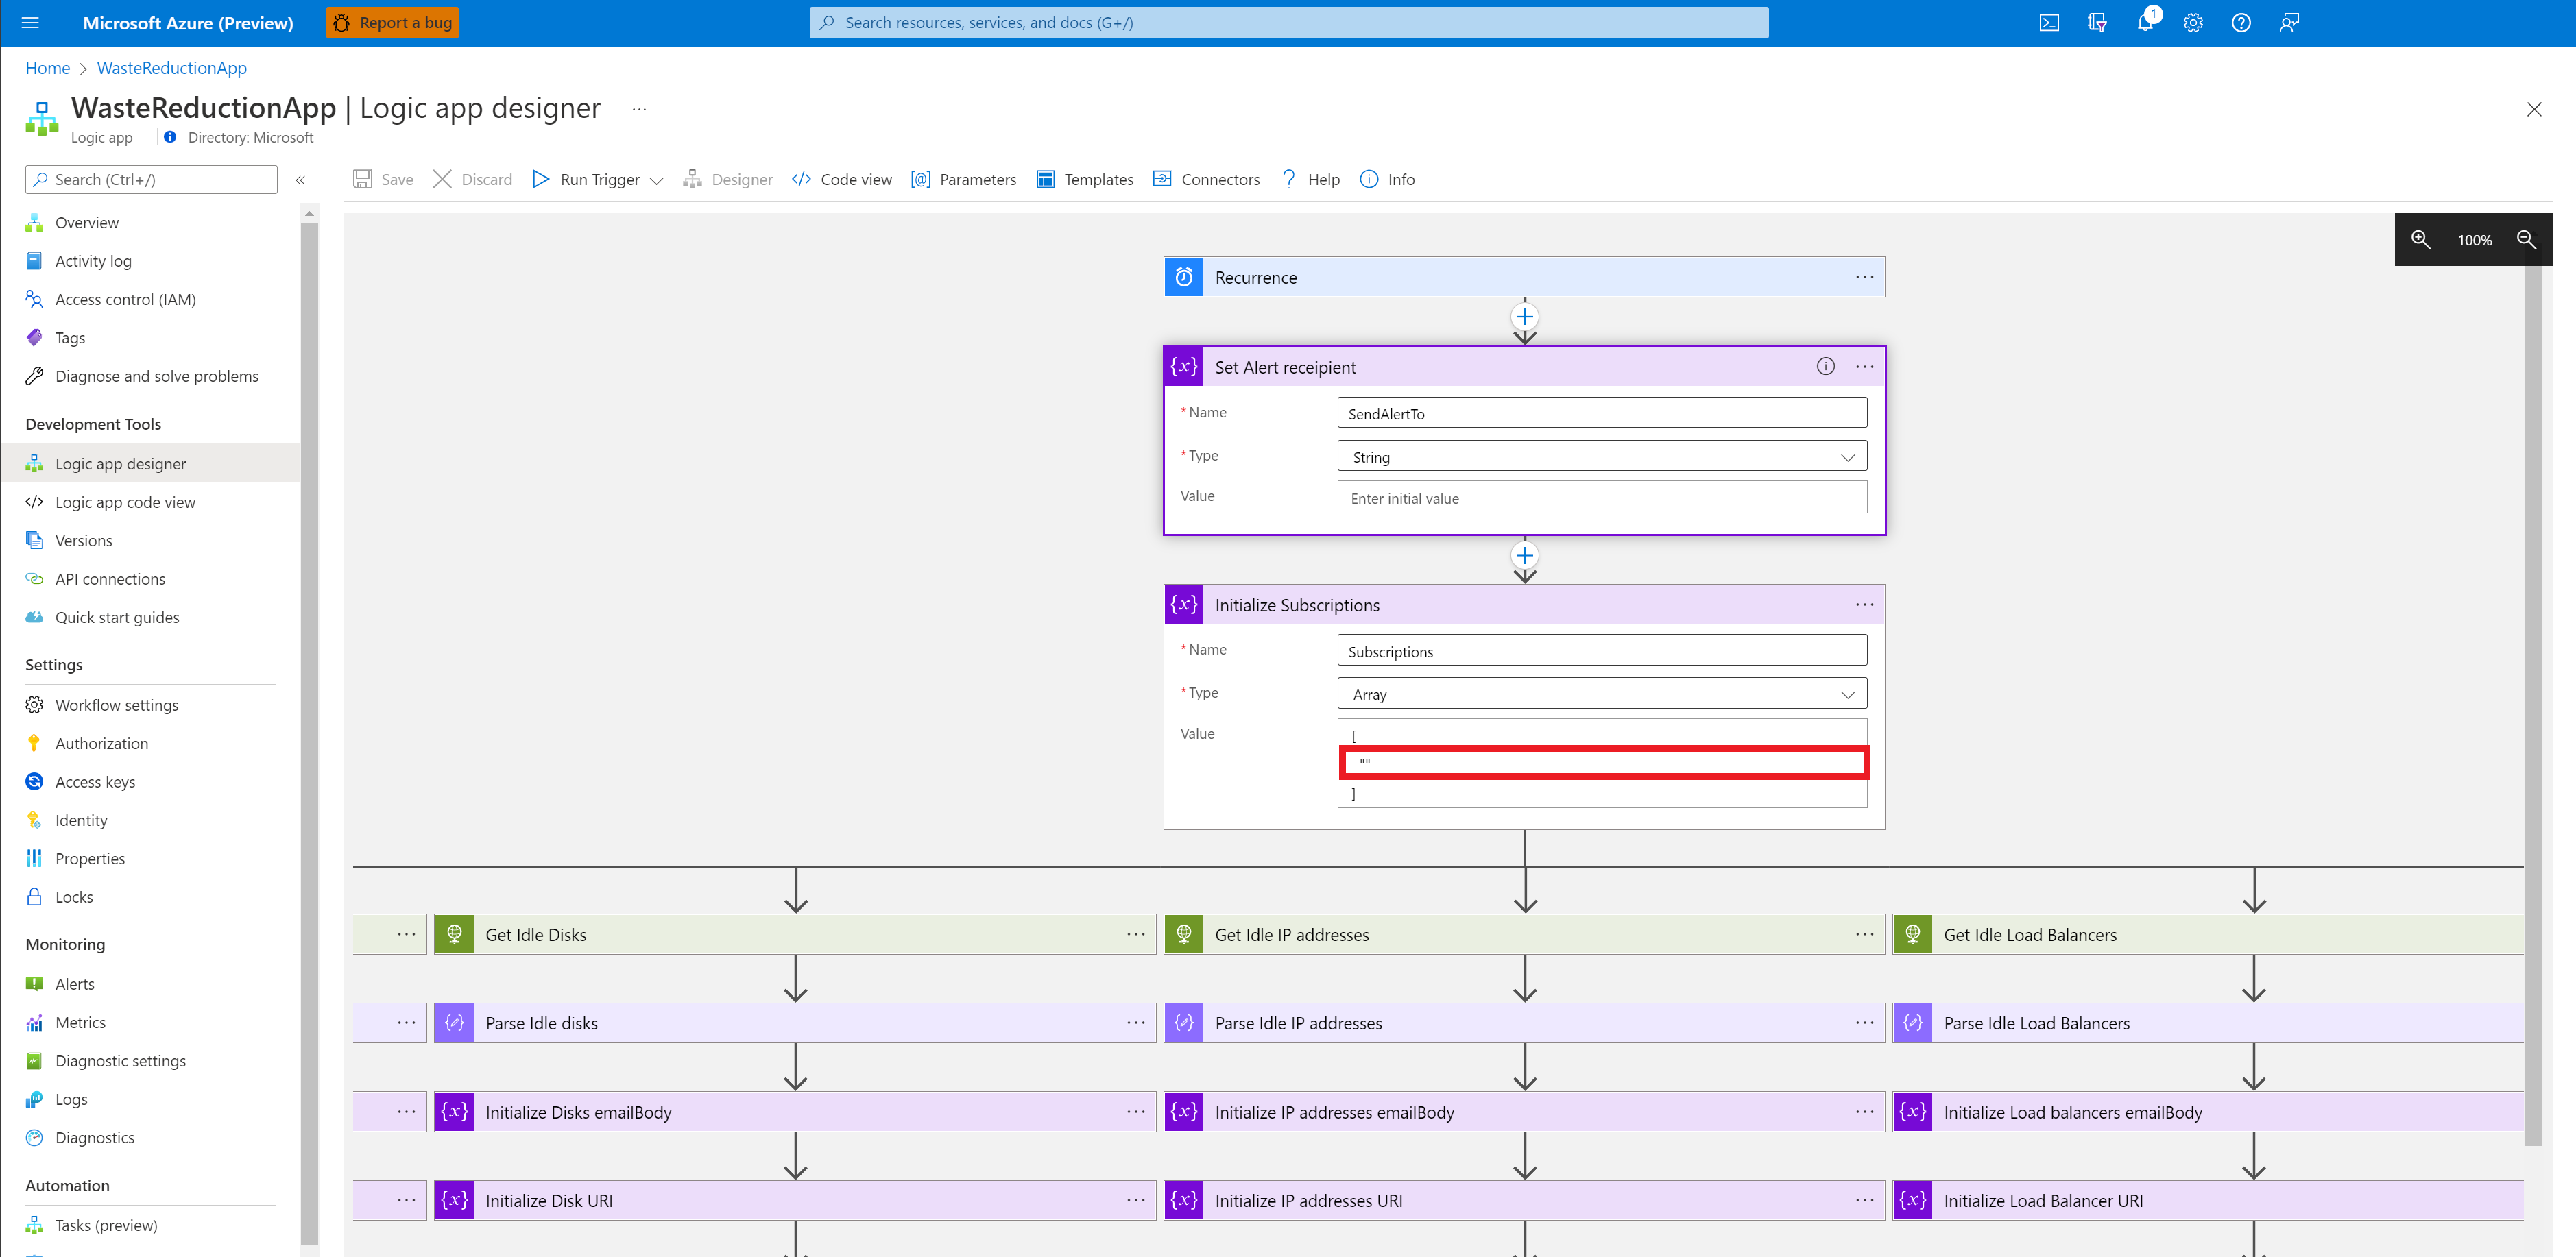 Microsoft Azure (Preview)
Report a bug
Search resources, services, and docs (G+/)
1
Home > WasteReductionApp
WasteReductionApp | Logic app designer ...
Logic app
Directory: Microsoft
Search (Ctrl+/)
«
Save
Discard
Run Trigger
Designer
Code view
Parameters
Templates
Connectors
Help
Info
Overview
Activity log
Access control (IAM)
Tags
Diagnose and solve problems
Development Tools
Logic app designer
Logic app code view
Versions
API connections
Quick start guides
Settings
Workflow settings
Authorization
Access keys
Identity
Properties
Locks
Monitoring
Alerts
Metrics
Diagnostic settings
Logs
Diagnostics
Automation
Tasks (preview)
100%
Recurrence
{x} Set Alert receipient
* Name
SendAlertTo
* Type
String
Value
Enter initial value
{x} Initialize Subscriptions
* Name
Subscriptions
* Type
Array
Value
[
""
]
Get Idle Disks
Get Idle IP addresses
Get Idle Load Balancers
Parse Idle disks
Parse Idle IP addresses
Parse Idle Load Balancers
{x} Initialize Disks emailBody
{x} Initialize IP addresses emailBody
{x} Initialize Load balancers emailBody
{x} Initialize Disk URI
{x} Initialize IP addresses URI
{x} Initialize Load Balancer URI